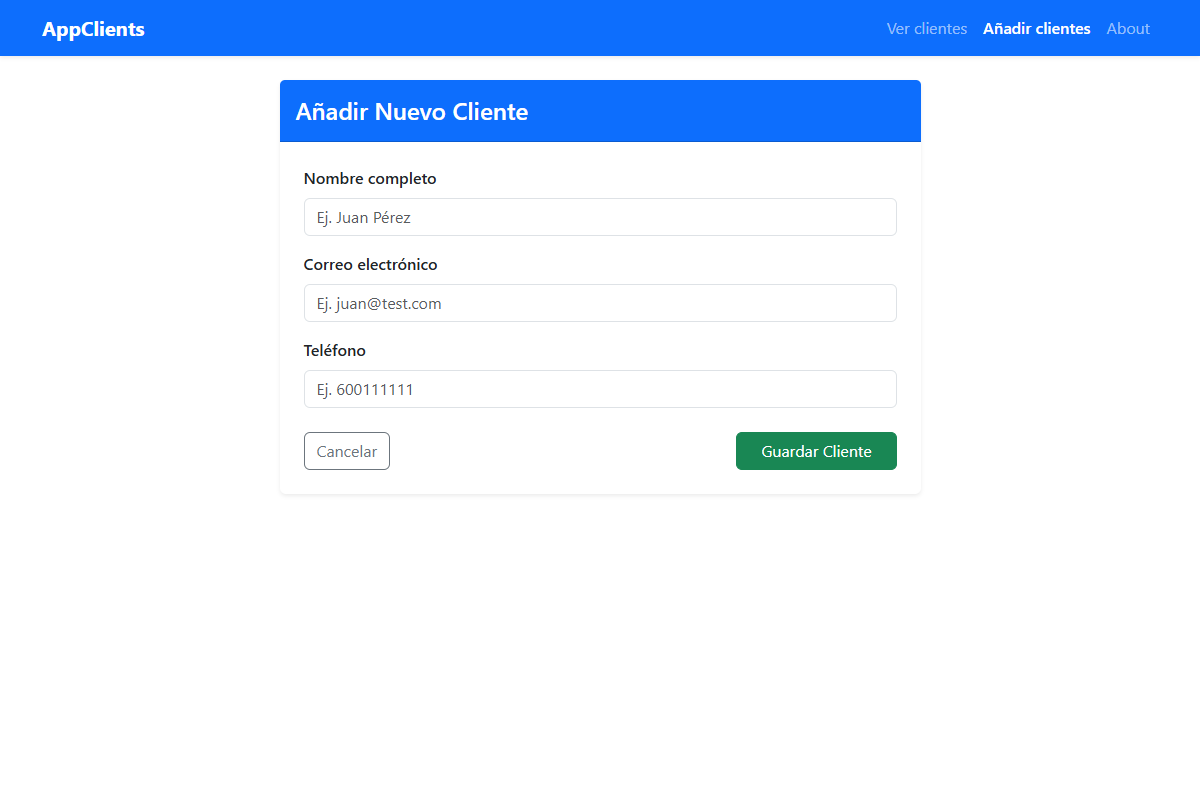 AppClients
Ver clientes Añadir clientes About
Añadir Nuevo Cliente
Nombre completo
Ej. Juan Pérez
Correo electrónico
Ej. juan@test.com
Teléfono
Ej. 600111111
Cancelar
Guardar Cliente